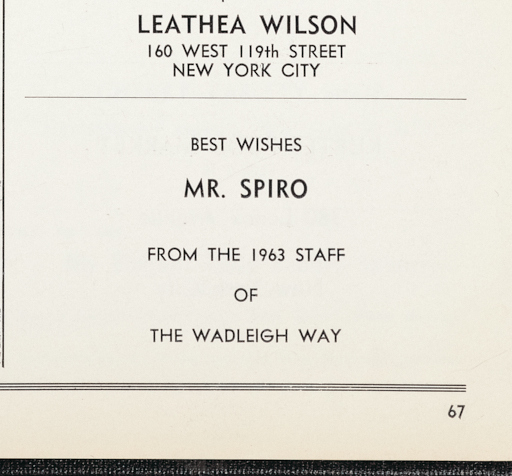 LEATHEA WILSON
160 WEST 119th STREET
NEW YORK CITY
BEST WISHES
MR. SPIRO
FROM THE 1963 STAFF
OF
THE WADLEIGH WAY
67